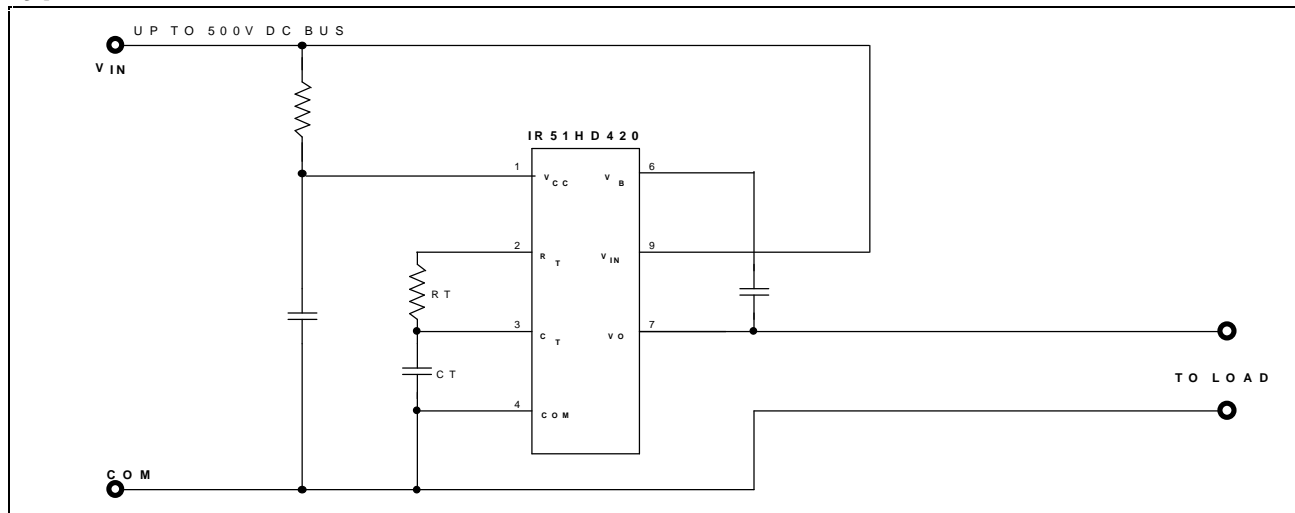 UP TO 500V DC BUS
VIN
IR51HD420
1
VCC
VB
6
2
RT
VIN
9
RT
3
CT
VO
7
CT
TO LOAD
4
COM
COM